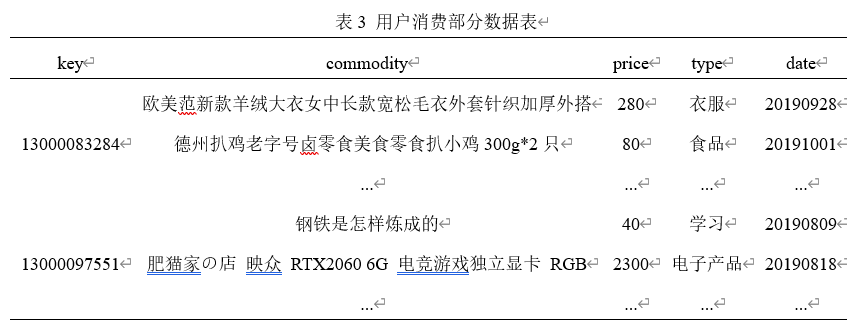 表 3 用户消费部分数据表
key commodity price type date
欧美范新款羊绒大衣女中长款宽松毛衣外套针织加厚外搭 280 衣服 20190928
13000083284 德州扒鸡老字号卤零食美食零食扒小鸡 300g*2 只 80 食品 20191001
... ... ... ...
钢铁是怎样炼成的 40 学习 20190809
13000097551 肥猫家の店 映众 RTX2060 6G 电竞游戏独立显卡 RGB 2300 电子产品 20190818
... ... ... ...